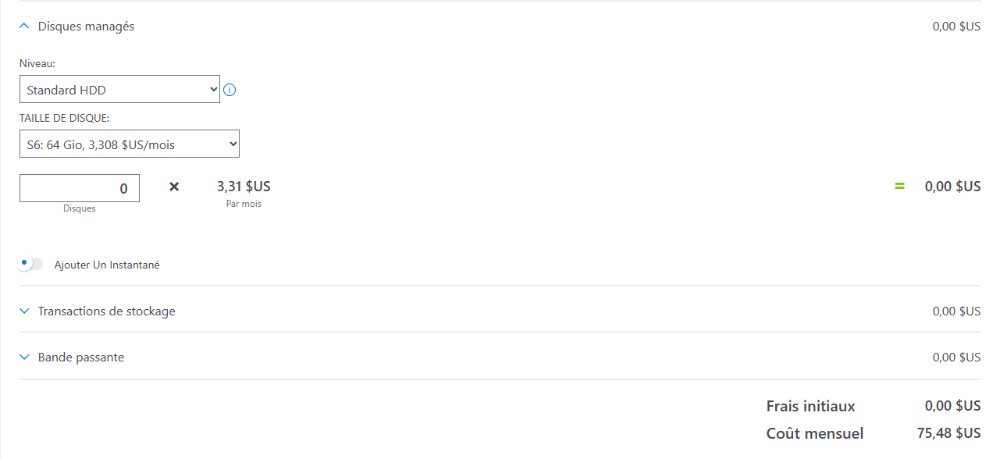 Disques managés 0,00 $US
Niveau:
Standard HDD
TAILLE DE DISQUE:
S6: 64 Gio, 3,308 $US/mois
0 × 3,31 $US = 0,00 $US
Disques Par mois
Ajouter Un Instantané
Transactions de stockage 0,00 $US
Bande passante 0,00 $US
Frais initiaux 0,00 $US
Coût mensuel 75,48 $US